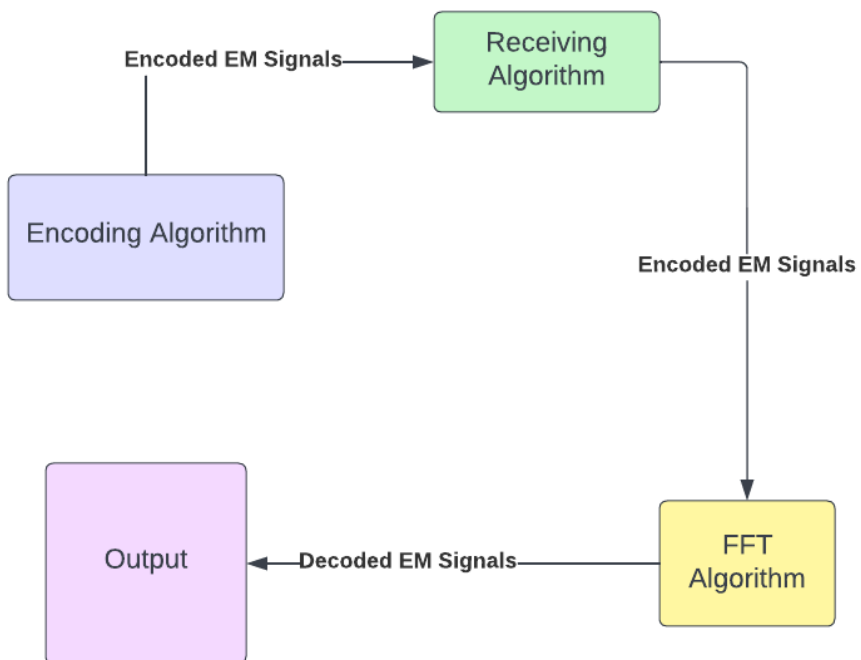 Encoded EM Signals
Receiving
Algorithm
Encoding Algorithm
Encoded EM Signals
Output
Decoded EM Signals
FFT
Algorithm